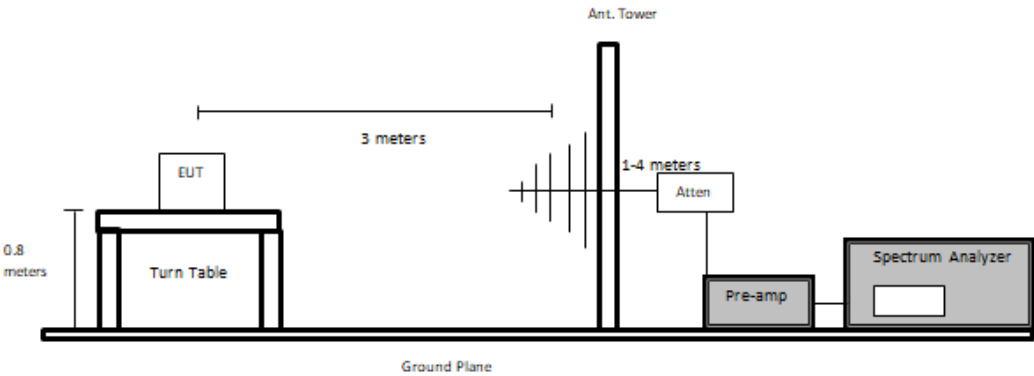 Ant. Tower
3 meters
EUT
1-4 meters
Atten
0.8
meters
Turn Table
Spectrum Analyzer
Pre-amp
Ground Plane